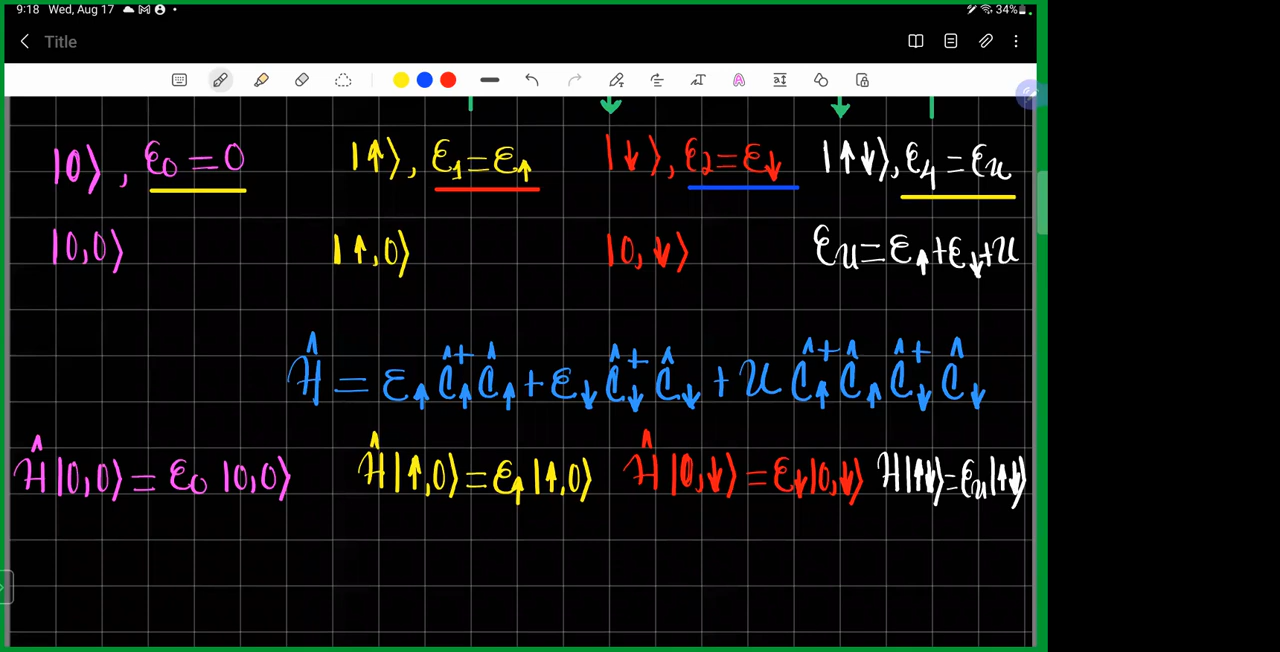 9:18 Wed, Aug 17 34%
Title
|0⟩, ε₀ = 0 |↑⟩, ε₁ = ε↑ |↓⟩, ε₂ = ε↓ |↑↓⟩, ε₄ = εᵤ
|0,0⟩ |↑,0⟩ |0,↓⟩ εᵤ = ε↑ + ε↓ + u
Ĥ = ε↑ Ĉ↑⁺ Ĉ↑ + ε↓ Ĉ↓⁺ Ĉ↓ + u Ĉ↑⁺ Ĉ↑ Ĉ↓⁺ Ĉ↓
Ĥ|0,0⟩ = ε₀ |0,0⟩ Ĥ|↑,0⟩ = ε↑ |↑,0⟩ Ĥ|0,↓⟩ = ε↓ |0,↓⟩ H|↑↓⟩ = εᵤ |↑↓⟩